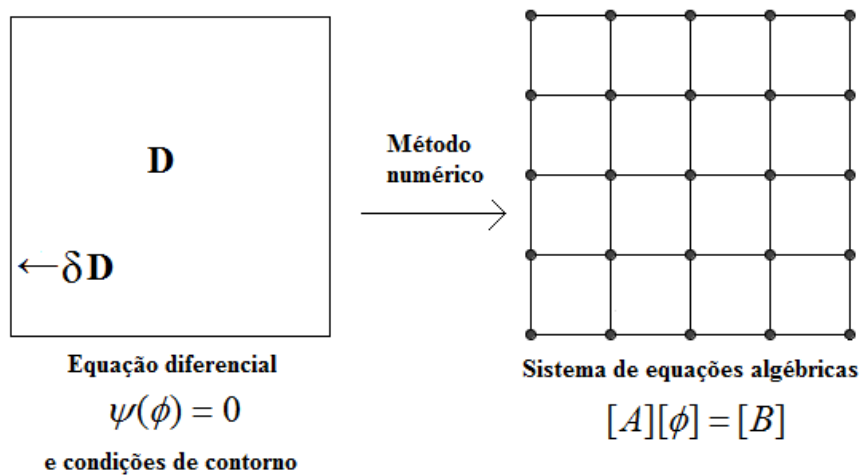 D
←δD
Equação diferencial
ψ(ϕ) = 0
e condições de contorno
Método
numérico
Sistema de equações algébricas
[A][ϕ] = [B]